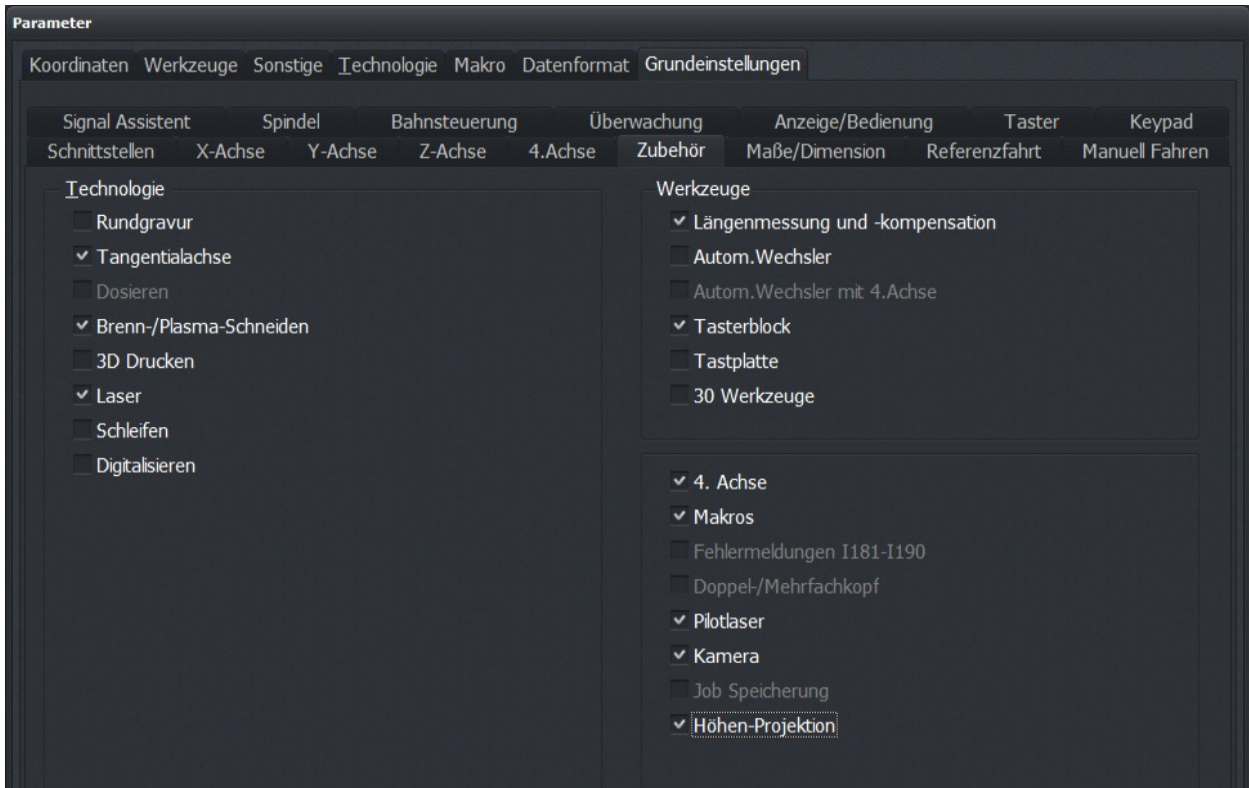 Parameter
Koordinaten Werkzeuge Sonstige Technologie Makro Datenformat Grundeinstellungen
Signal Assistent Spindel Bahnsteuerung Überwachung Anzeige/Bedienung Taster Keypad
Schnittstellen X-Achse Y-Achse Z-Achse 4.Achse Zubehör Maße/Dimension Referenzfahrt Manuell Fahren
Technologie
Rundgravur
Tangentialachse
Dosieren
Brenn-/Plasma-Schneiden
3D Drucken
Laser
Schleifen
Digitalisieren
Werkzeuge
Längenmessung und -kompensation
Autom.Wechsler
Autom.Wechsler mit 4.Achse
Tasterblock
Tastplatte
30 Werkzeuge
4. Achse
Makros
Fehlermeldungen I181-I190
Doppel-/Mehrfachkopf
Pilotlaser
Kamera
Job Speicherung
Höhen-Projektion